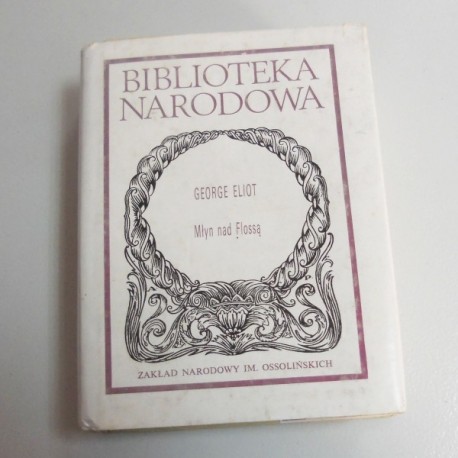 BIBLIOTEKA
NARODOWA
GEORGE ELIOT
Młyn nad Flossą
ZAKŁAD NARODOWY IM. OSSOLIŃSKICH